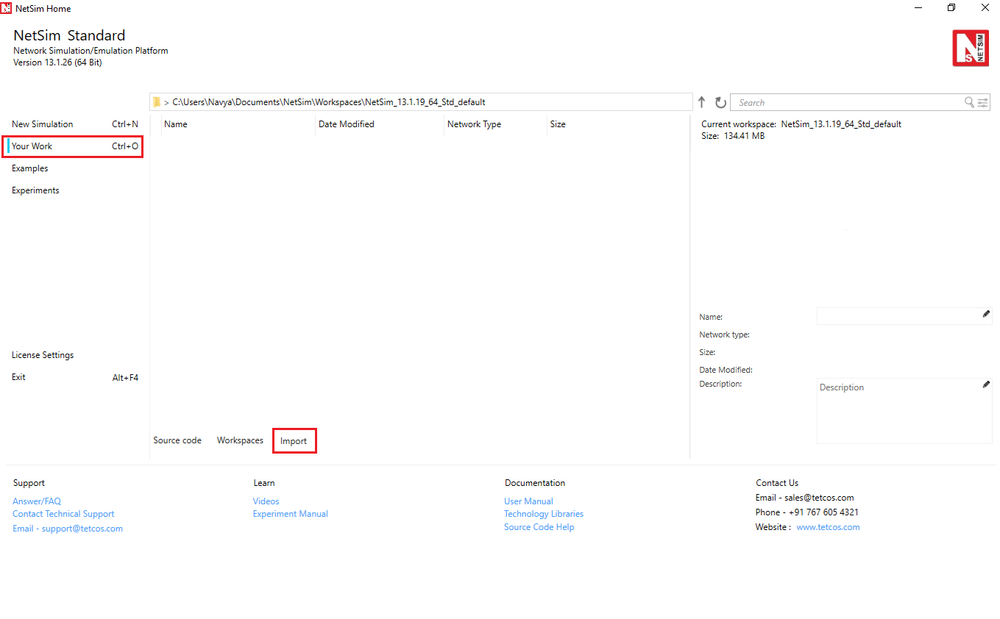 NetSim Home
NetSim Standard
Network Simulation/Emulation Platform
Version 13.1.26 (64 Bit)
NETSIM
> C:\Users\Navya\Documents\NetSim\Workspaces\NetSim_13.1.19_64_Std_default
Search
New Simulation Ctrl+N
Your Work Ctrl+O
Examples
Experiments
License Settings
Exit Alt+F4
Name Date Modified Network Type Size
Current workspace: NetSim_13.1.19_64_Std_default
Size: 134.41 MB
Name:
Network type:
Size:
Date Modified:
Description:
Description
Source code Workspaces Import
Support
Answer/FAQ
Contact Technical Support
Email - support@tetcos.com
Learn
Videos
Experiment Manual
Documentation
User Manual
Technology Libraries
Source Code Help
Contact Us
Email - sales@tetcos.com
Phone - +91 767 605 4321
Website : www.tetcos.com